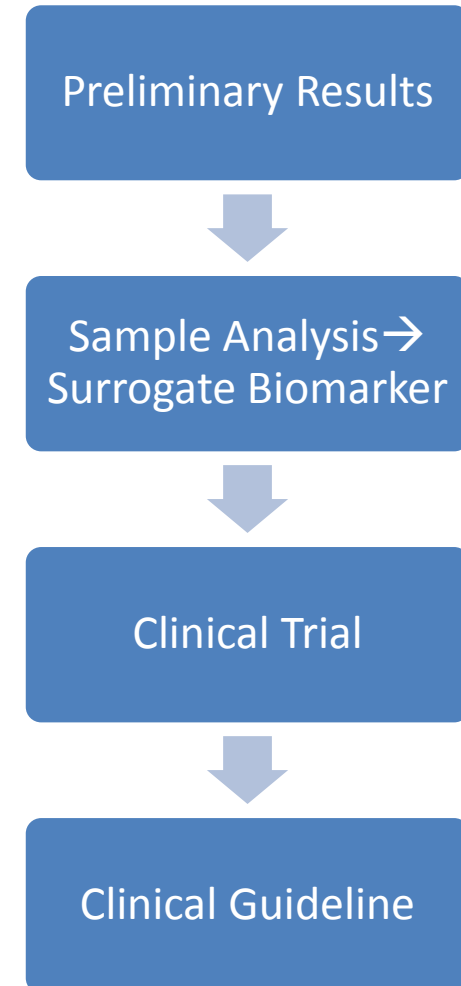 Preliminary Results
Sample Analysis→
Surrogate Biomarker
Clinical Trial
Clinical Guideline